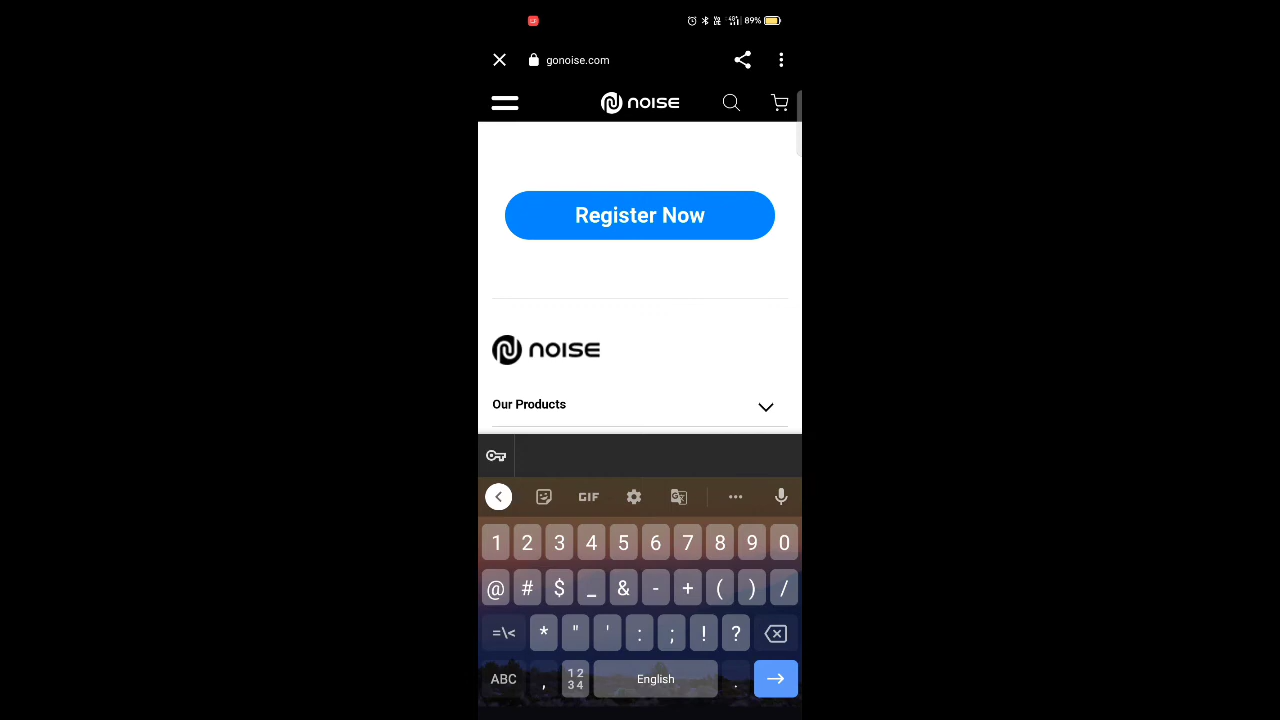 89%
gonoise.com
NOISE
Register Now
NOISE
Our Products
GIF
1 2 3 4 5 6 7 8 9 0
@ # $ _ & - + ( ) /
=\< * " ' : ; ! ?
ABC , 12 34 English .